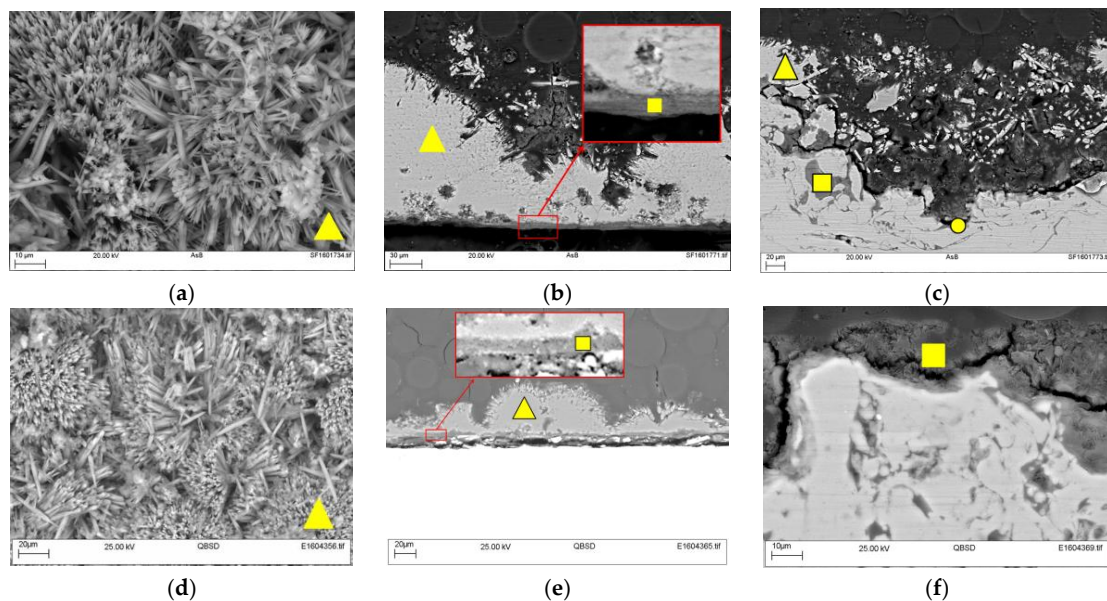 10 µm 20.00 kV AsB SF1601734.tif
30 µm 20.00 kV AsB SF1601771.tif
20 µm 20.00 kV AsB SF1601773.tif
(a) (b) (c)
20µm 25.00 kV QBSD E1604356.tif
20µm 25.00 kV QBSD E1604365.tif
10µm 25.00 kV QBSD E1604369.tif
(d) (e) (f)